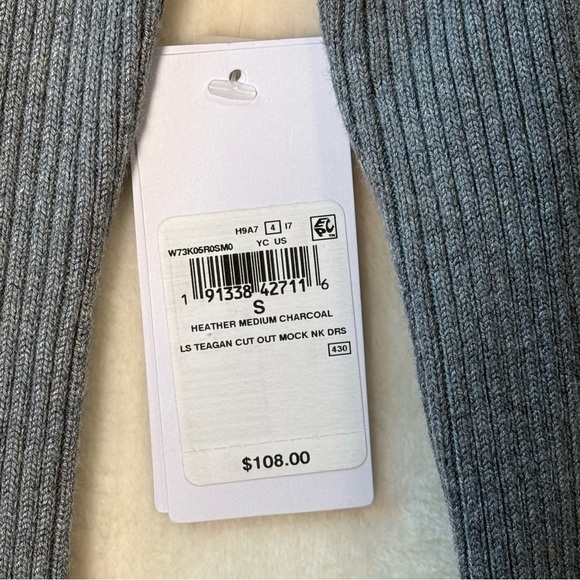 H9A7 4 I7
W73K05R0SM0 YC US
1 91338 42711 6
S
HEATHER MEDIUM CHARCOAL
LS TEAGAN CUT OUT MOCK NK DRS
430
$108.00